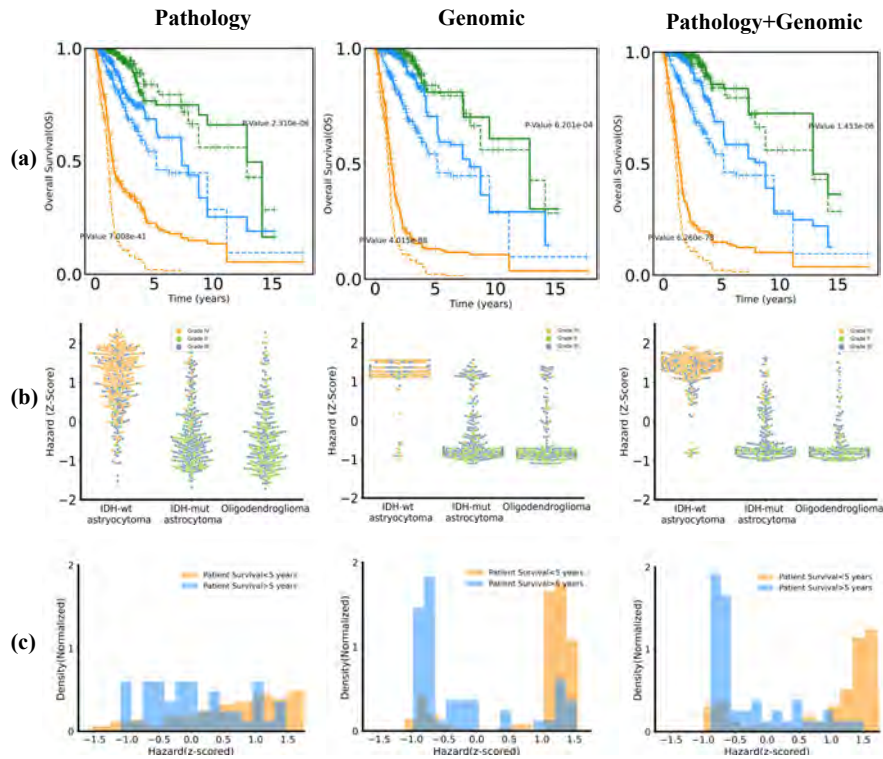 Pathology
Genomic
Pathology+Genomic
(a)
Overall Survival(OS)
1.0
0.5
0.0
P-Value 2.310e-06
P-Value 7.008e-41
0 5 10 15
Time (years)
Overall Survival(OS)
1.0
0.5
0.0
P-Value 6.201e-04
P-Value 4.015e-88
0 5 10 15
Time (years)
Overall Survival(OS)
1.0
0.5
0.0
P-Value 1.453e-06
0 5 10 15
Time (years)
(b)
Hazard (Z-Score)
2
1
0
−1
−2
Grade IV
Grade II
Grade III
IDH-wt
astryocytoma
IDH-mut
astrocytoma
Oligodendroglioma
Hazard (Z-Score)
2
1
0
−1
−2
IDH-wt
astryocytoma
IDH-mut
astrocytoma
Oligodendroglioma
Hazard (Z-Score)
2
1
0
−1
−2
IDH-wt
astryocytoma
IDH-mut
astrocytoma
Oligodendroglioma
(c)
Density(Normalized)
2
1
0
Patient Survival<5 years
Patient Survival>5 years
−1.5 −1.0 −0.5 0.0 0.5 1.0 1.5
Hazard(z-scored)
Density(Normalized)
2
1
0
Patient Survival<5 years
Patient Survival>5 years
−1.5 −1.0 −0.5 0.0 0.5 1.0 1.5
Hazard(z-scored)
Density(Normalized)
2
1
0
Patient Survival<5 years
Patient Survival>5 years
−1.5 −1.0 −0.5 0.0 0.5 1.0 1.5
Hazard(z-scored)